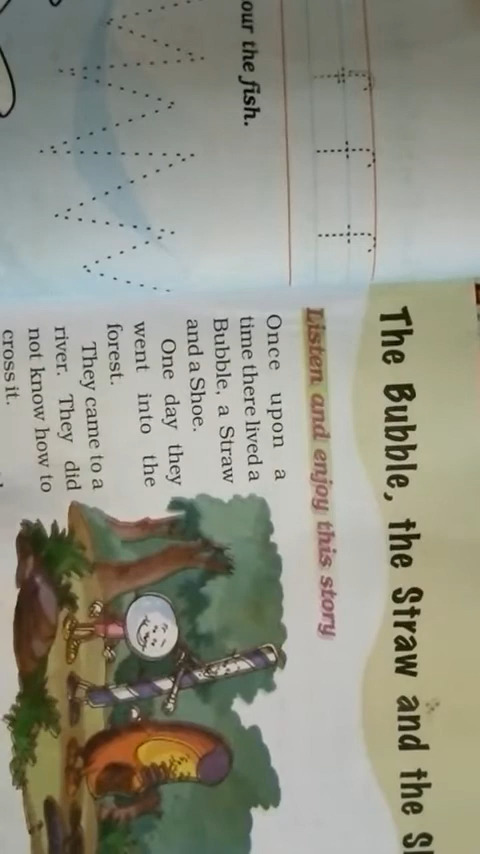 our the fish.
f f f
The Bubble, the Straw and the
Listen and enjoy this story
Once upon a
time there lived a
Bubble, a Straw
and a Shoe.
One day they
went into the
forest.
They came to a
river. They did
not know how to
cross it.